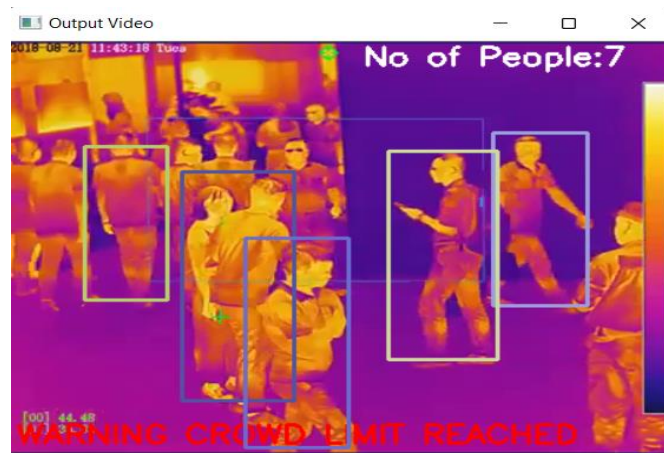 Output Video
2018-08-21 11:43:18 Tues
No of People:7
[00] 44.48
WARNING CROWD LIMIT REACHED